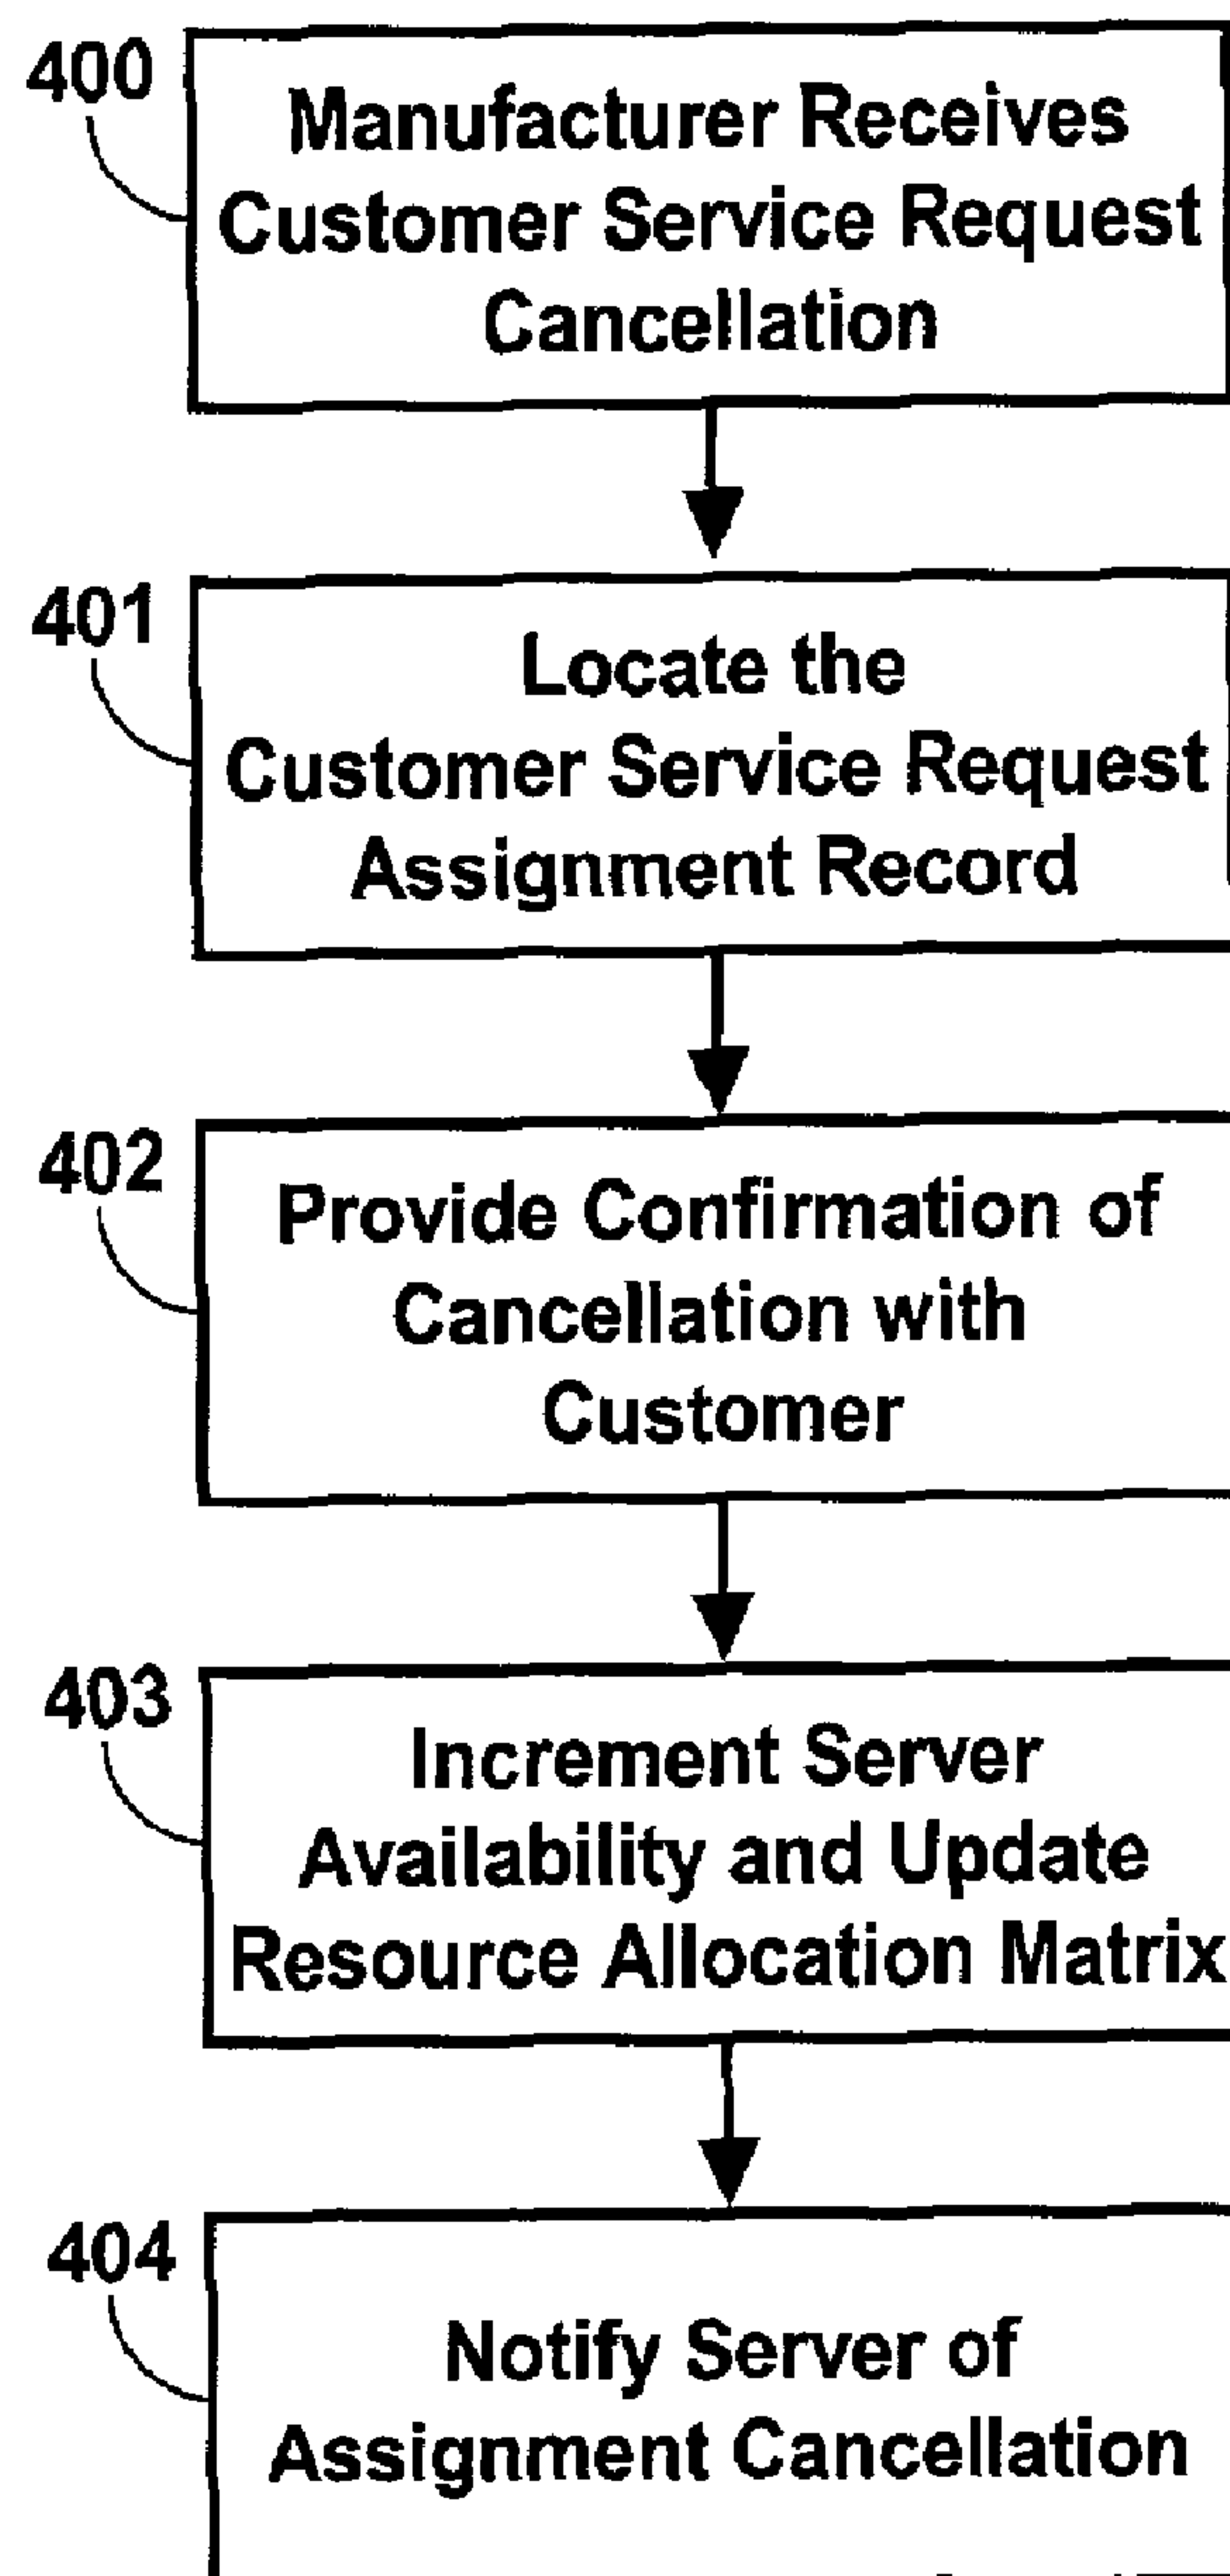 400
Manufacturer Receives
Customer Service Request
Cancellation
401
Locate the
Customer Service Request
Assignment Record
402
Provide Confirmation of
Cancellation with
Customer
403
Increment Server
Availability and Update
Resource Allocation Matrix
404
Notify Server of
Assignment Cancellation